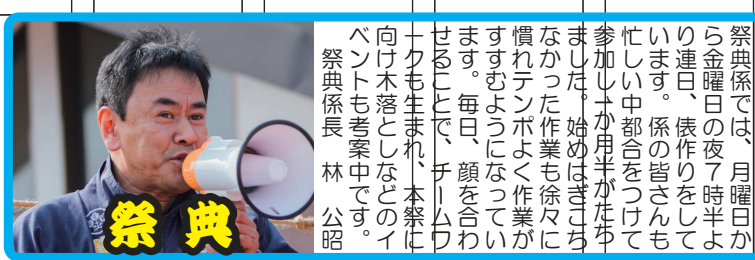 祭典係では、月曜日か
ら金曜日の夜７時半よ
り連日、俵作りをして
います。係の皆さんも
忙しい中都合をつけて
参加し一か月半がたち
ました。始めはぎこち
なかった作業も徐々に
慣れテンポよく作業が
すすむようになってい
ます。毎日、顔を合わ
せることで、チームワ
ークも生まれ、本祭に
向け木落としなどのイ
ベントも考案中です。
祭典係長　林　公昭
祭典